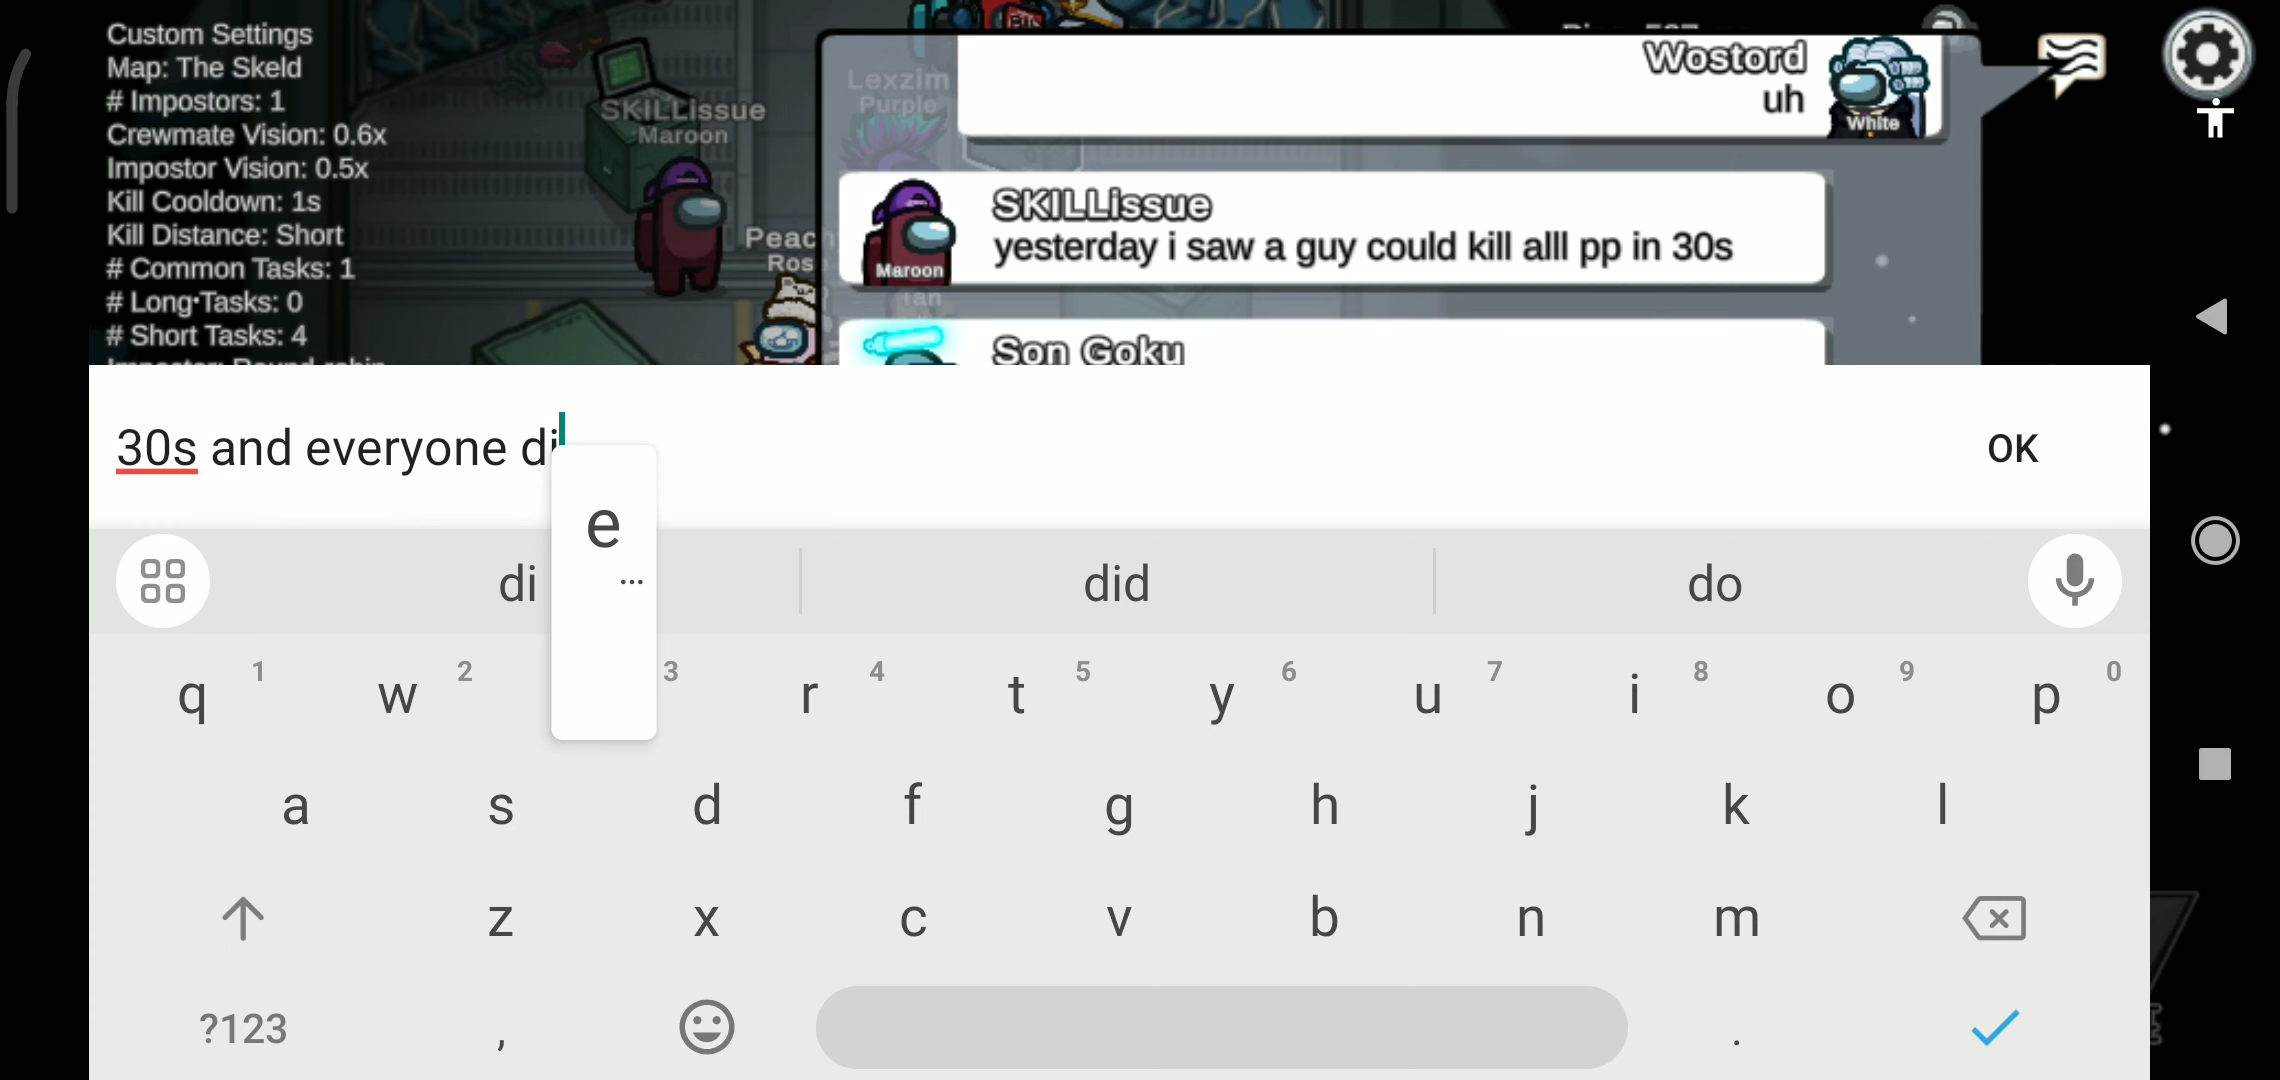 Custom Settings
Map: The Skeld
# Impostors: 1
Crewmate Vision: 0.6x
Impostor Vision: 0.5x
Kill Cooldown: 1s
Kill Distance: Short
# Common Tasks: 1
# Long Tasks: 0
# Short Tasks: 4
SKILLissue
Maroon
Peach
Ros
Lexzim
Purple
Tan
Wostord
uh
White
SKILLissue
yesterday i saw a guy could kill alll pp in 30s
Maroon
Son Goku
30s and everyone di
OK
e
...
di
did
do
q 1 w 2 3 r 4 t 5 y 6 u 7 i 8 o 9 p 0
a s d f g h j k l
z x c v b n m
?123 , .